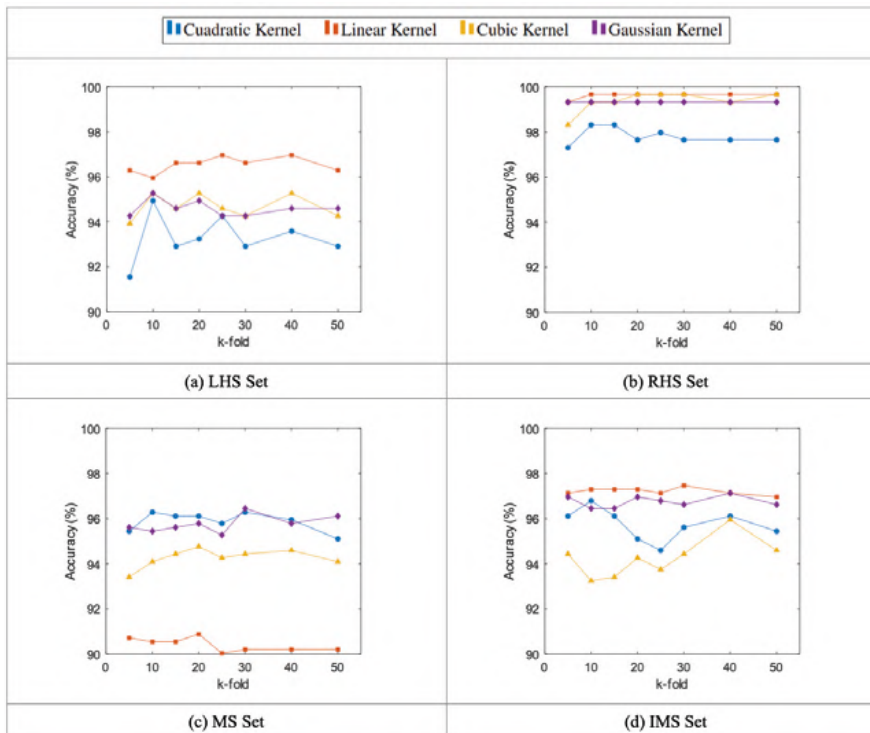 Cuadratic Kernel Linear Kernel Cubic Kernel Gaussian Kernel
100
98
96
94
92
90
Accuracy (%)
0 10 20 30 40 50
k-fold
(a) LHS Set
100
98
96
94
92
90
Accuracy (%)
0 10 20 30 40 50
k-fold
(b) RHS Set
100
98
96
94
92
90
Accuracy (%)
0 10 20 30 40 50
k-fold
(c) MS Set
100
98
96
94
92
90
Accuracy (%)
0 10 20 30 40 50
k-fold
(d) IMS Set